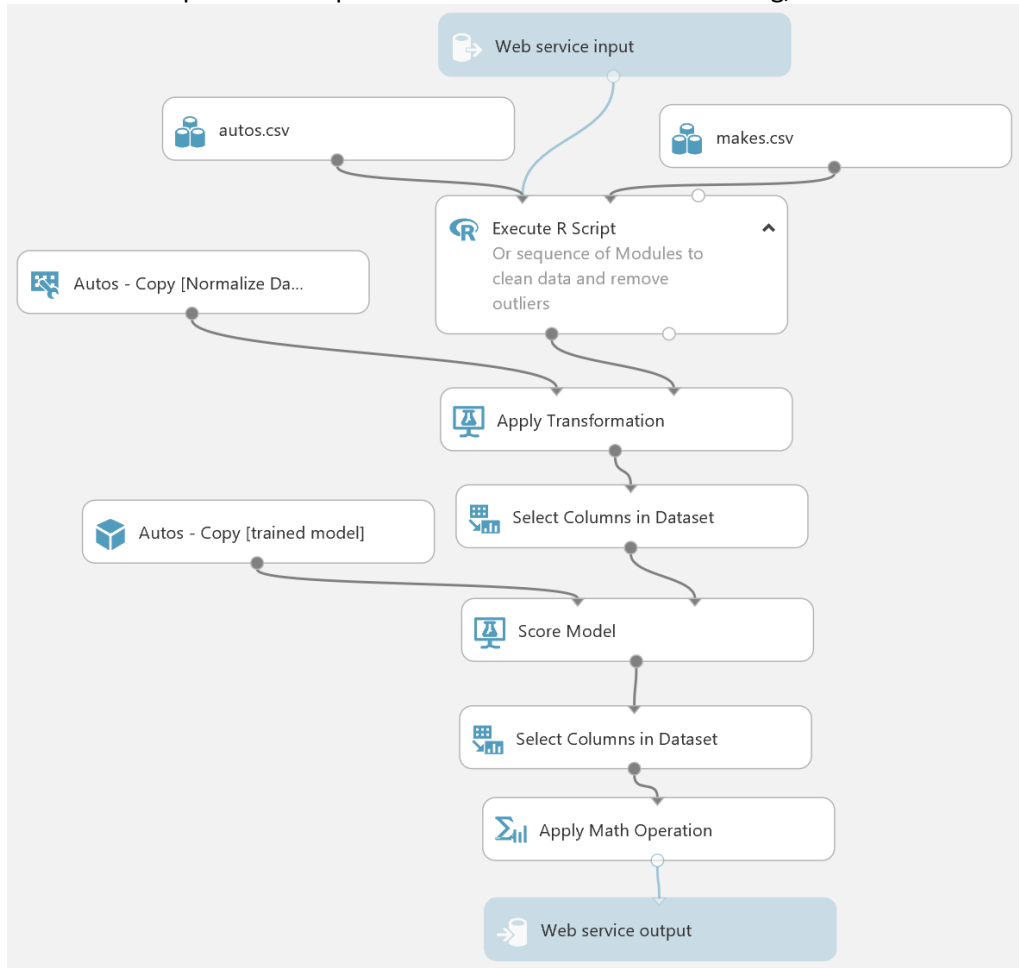 Web service input
autos.csv
makes.csv
Execute R Script
Or sequence of Modules to
clean data and remove
outliers
Autos - Copy [Normalize Da...
Apply Transformation
Select Columns in Dataset
Autos - Copy [trained model]
Score Model
Select Columns in Dataset
Apply Math Operation
Web service output